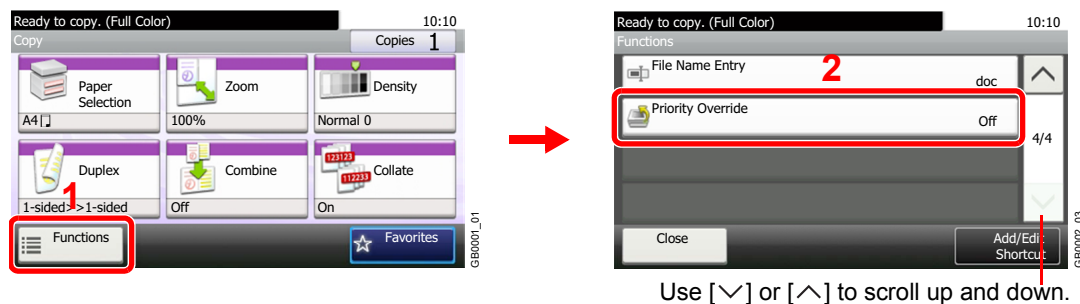 Ready to copy. (Full Color) 10:10
Copy Copies 1
Paper
Selection
A4
Zoom
100%
Density
Normal 0
Duplex
1-sided>>1-sided
Combine
Off
123123
112233
Collate
On
1
Functions
Favorites
GB0001_01
Ready to copy. (Full Color) 10:10
Functions
File Name Entry
doc
2
Priority Override
Off
4/4
Close
Add/Edit
Shortcut
GB0002_03
Use [∨] or [∧] to scroll up and down.